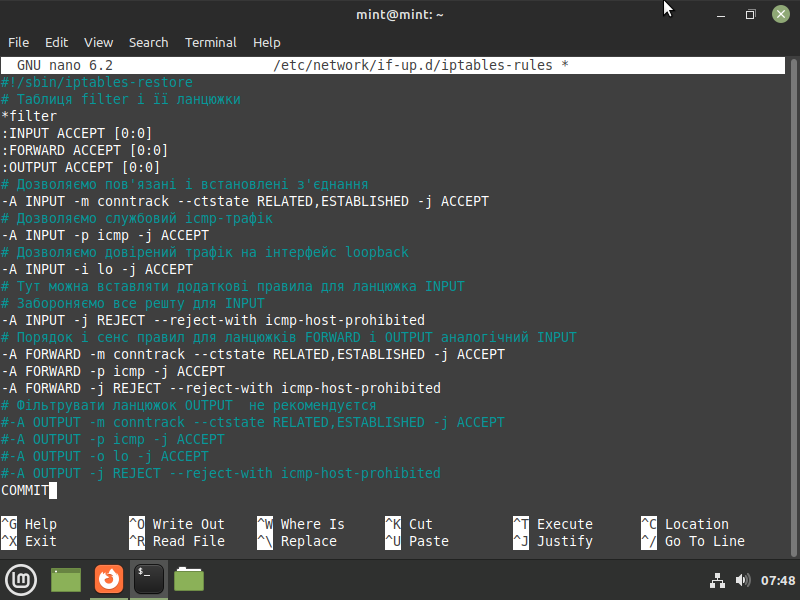 mint@mint: ~
File Edit View Search Terminal Help
GNU nano 6.2 /etc/network/if-up.d/iptables-rules *
#!/sbin/iptables-restore
# Таблиця filter і її ланцюжки
*filter
:INPUT ACCEPT [0:0]
:FORWARD ACCEPT [0:0]
:OUTPUT ACCEPT [0:0]
# Дозволяємо пов'язані і встановлені з'єднання
-A INPUT -m conntrack --ctstate RELATED,ESTABLISHED -j ACCEPT
# Дозволяємо службовий icmp-трафік
-A INPUT -p icmp -j ACCEPT
# Дозволяємо довірений трафік на інтерфейс loopback
-A INPUT -i lo -j ACCEPT
# Тут можна вставляти додаткові правила для ланцюжка INPUT
# Забороняємо все решту для INPUT
-A INPUT -j REJECT --reject-with icmp-host-prohibited
# Порядок і сенс правил для ланцюжків FORWARD і OUTPUT аналогічний INPUT
-A FORWARD -m conntrack --ctstate RELATED,ESTABLISHED -j ACCEPT
-A FORWARD -p icmp -j ACCEPT
-A FORWARD -j REJECT --reject-with icmp-host-prohibited
# Фільтрувати ланцюжок OUTPUT  не рекомендуєтся
#-A OUTPUT -m conntrack --ctstate RELATED,ESTABLISHED -j ACCEPT
#-A OUTPUT -p icmp -j ACCEPT
#-A OUTPUT -o lo -j ACCEPT
#-A OUTPUT -j REJECT --reject-with icmp-host-prohibited
COMMIT
^G Help ^O Write Out ^W Where Is ^K Cut ^T Execute ^C Location
^X Exit ^R Read File ^\ Replace ^U Paste ^J Justify ^/ Go To Line
07:48